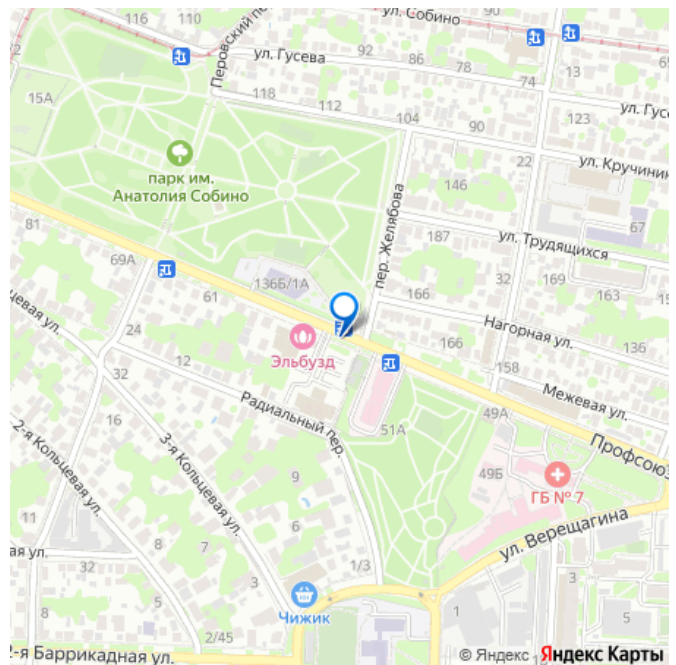 116
110
ул. Собино
Перовский
ул. Гусева
92
86
78
74
13
15А
118
112
104
90
123
ул. Гусе
22
ул. Кручинин
парк им.
Анатолия Собино
146
пер. Желябова
187
ул. Трудящихся
67
81
69А
136Б/1А
32
169
163
61
166
Нагорная ул.
136
24
Эльбузд
166
158
12
32
Межевая ул.
16
Радиальный пер.
51А
49А
2-я Кольцевая ул.
3-я Кольцевая ул.
Профсоюз
9
49Б
ГБ № 7
11
6
ул. Верещагина
8
7
1/3
3
8
3
Чижик
1
5
2/45
2-я Баррикадная ул.
© Яндекс Яндекс Карты